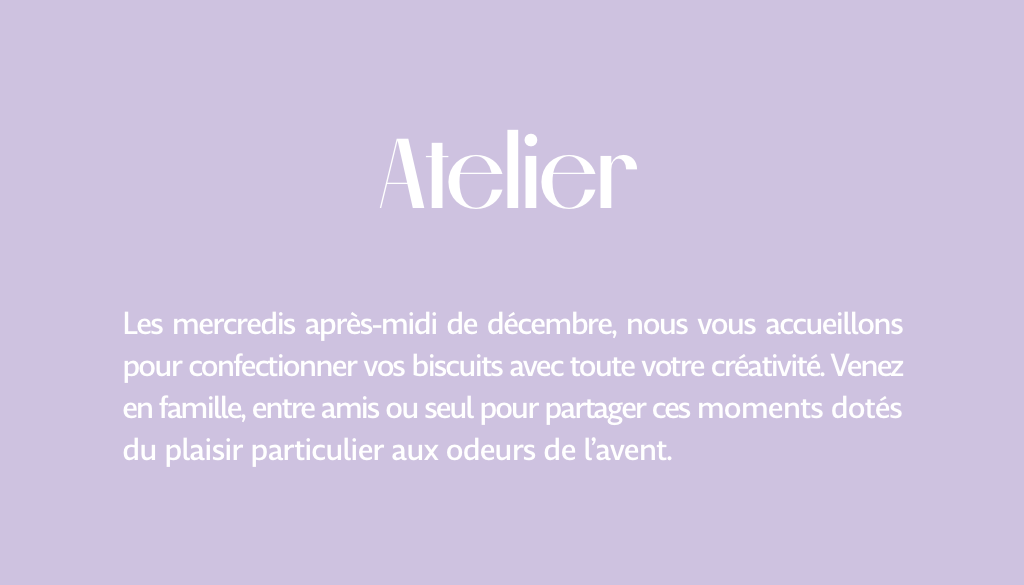 Atelier
Les mercredis après-midi de décembre, nous vous accueillons
pour confectionner vos biscuits avec toute votre créativité. Venez
en famille, entre amis ou seul pour partager ces moments dotés
du plaisir particulier aux odeurs de l’avent.